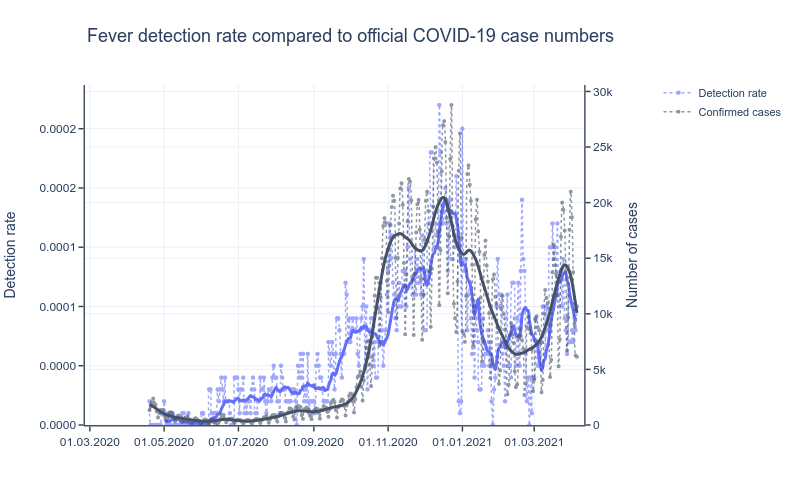 Fever detection rate compared to official COVID-19 case numbers
Detection rate
Confirmed cases
0.0002
0.0002
0.0001
0.0001
0.0000
0.0000
Detection rate
30k
25k
20k
15k
10k
5k
0
Number of cases
01.03.2020
01.05.2020
01.07.2020
01.09.2020
01.11.2020
01.01.2021
01.03.2021